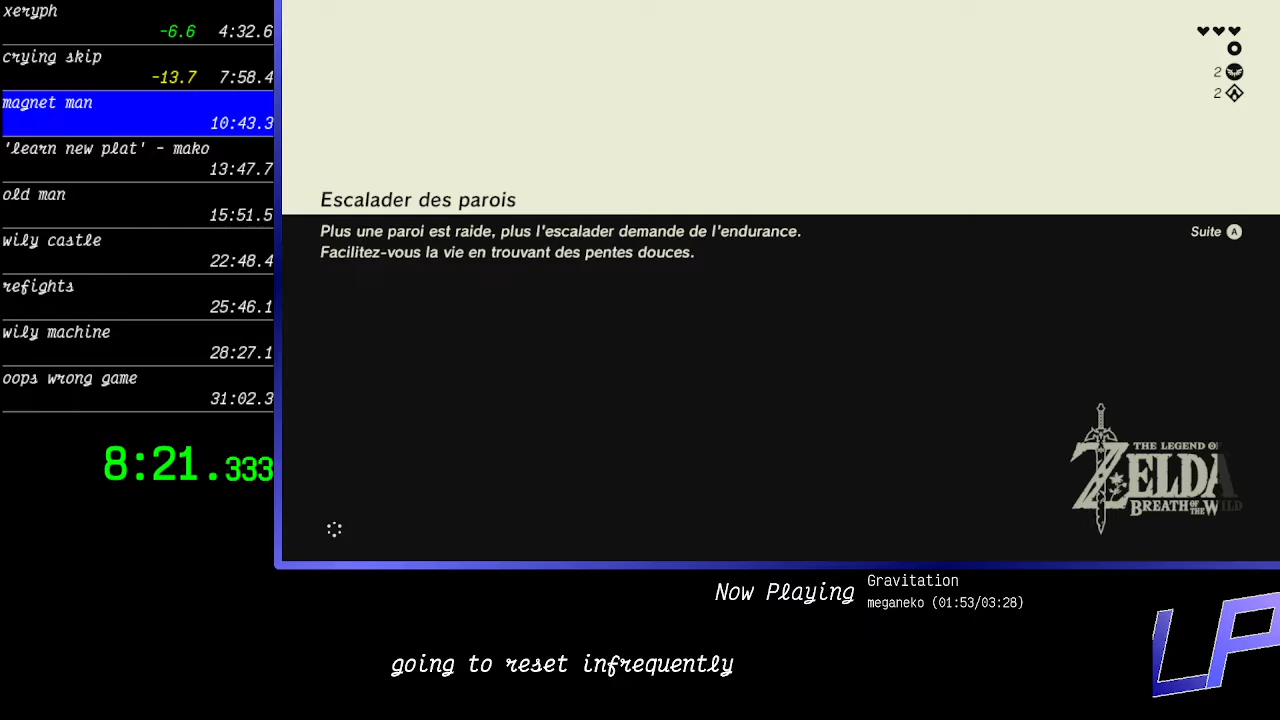 xeryph
-6.6 4:32.6
crying skip
-13.7 7:58.4
magnet man
10:43.3
'learn new plat' - mako
13:47.7
old man
15:51.5
wily castle
22:48.4
refights
25:46.1
wily machine
28:27.1
oops wrong game
31:02.3
8:21.333
2
2
Escalader des parois
Plus une paroi est raide, plus l'escalader demande de l'endurance.
Facilitez-vous la vie en trouvant des pentes douces.
Suite A
THE LEGEND OF
ZELDA
BREATH OF THE WILD
Now Playing
Gravitation
meganeko (01:53/03:28)
going to reset infrequently
LP